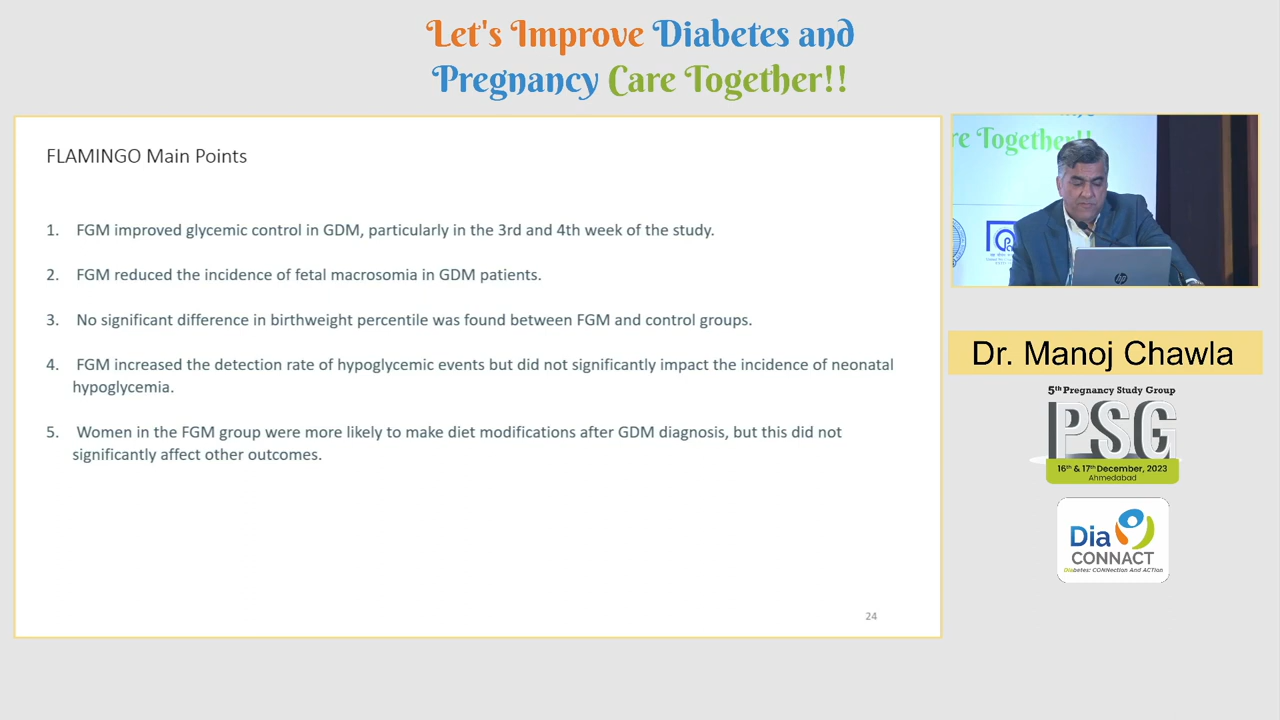 Let's Improve Diabetes and
Pregnancy Care Together!!
FLAMINGO Main Points
1. FGM improved glycemic control in GDM, particularly in the 3rd and 4th week of the study.
2. FGM reduced the incidence of fetal macrosomia in GDM patients.
3. No significant difference in birthweight percentile was found between FGM and control groups.
4. FGM increased the detection rate of hypoglycemic events but did not significantly impact the incidence of neonatal
hypoglycemia.
5. Women in the FGM group were more likely to make diet modifications after GDM diagnosis, but this did not
significantly affect other outcomes.
24
re Together!!
hp
Dr. Manoj Chawla
5th Pregnancy Study Group
PSG
16th & 17th December, 2023
Ahmedabad
Dia
CONNACT
Diabetes: CONNection And ACTion